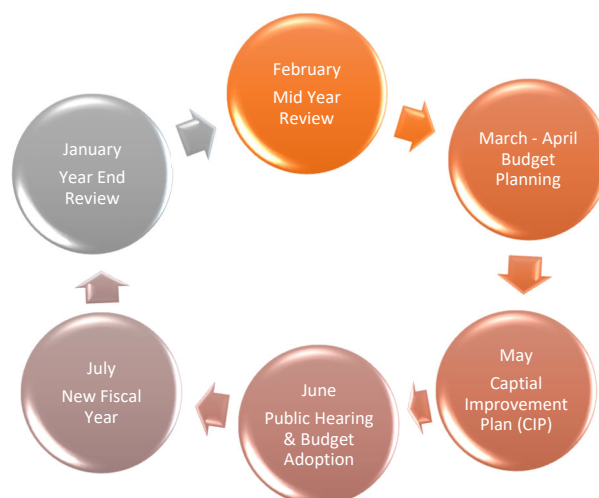 February
Mid Year
Review
March - April
Budget
Planning
May
Captial
Improvement
Plan (CIP)
June
Public Hearing
& Budget
Adoption
July
New Fiscal
Year
January
Year End
Review